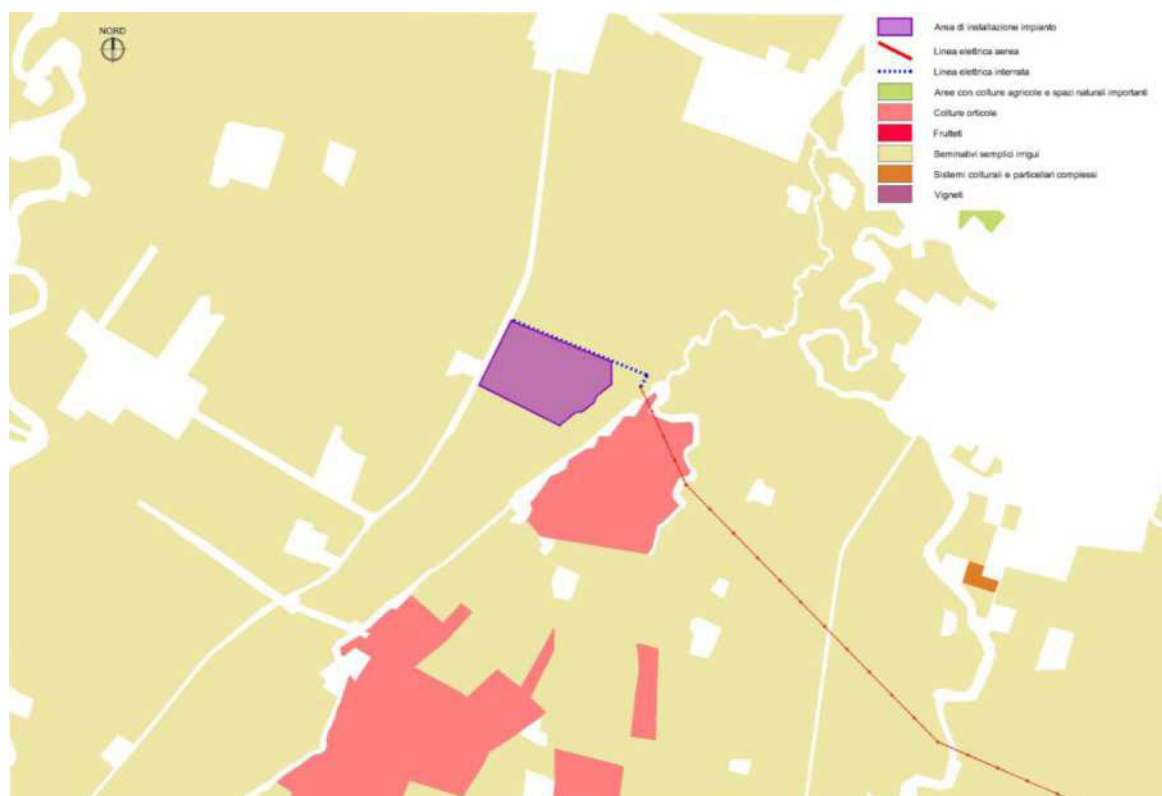 NORD
Area di installazione impianto
Linea elettrica aerea
Linea elettrica interrata
Aree con colture agricole e spazi naturali importanti
Colture orticole
Frutteti
Seminativi semplici irrigui
Sistemi colturali e particellari complessi
Vigneti